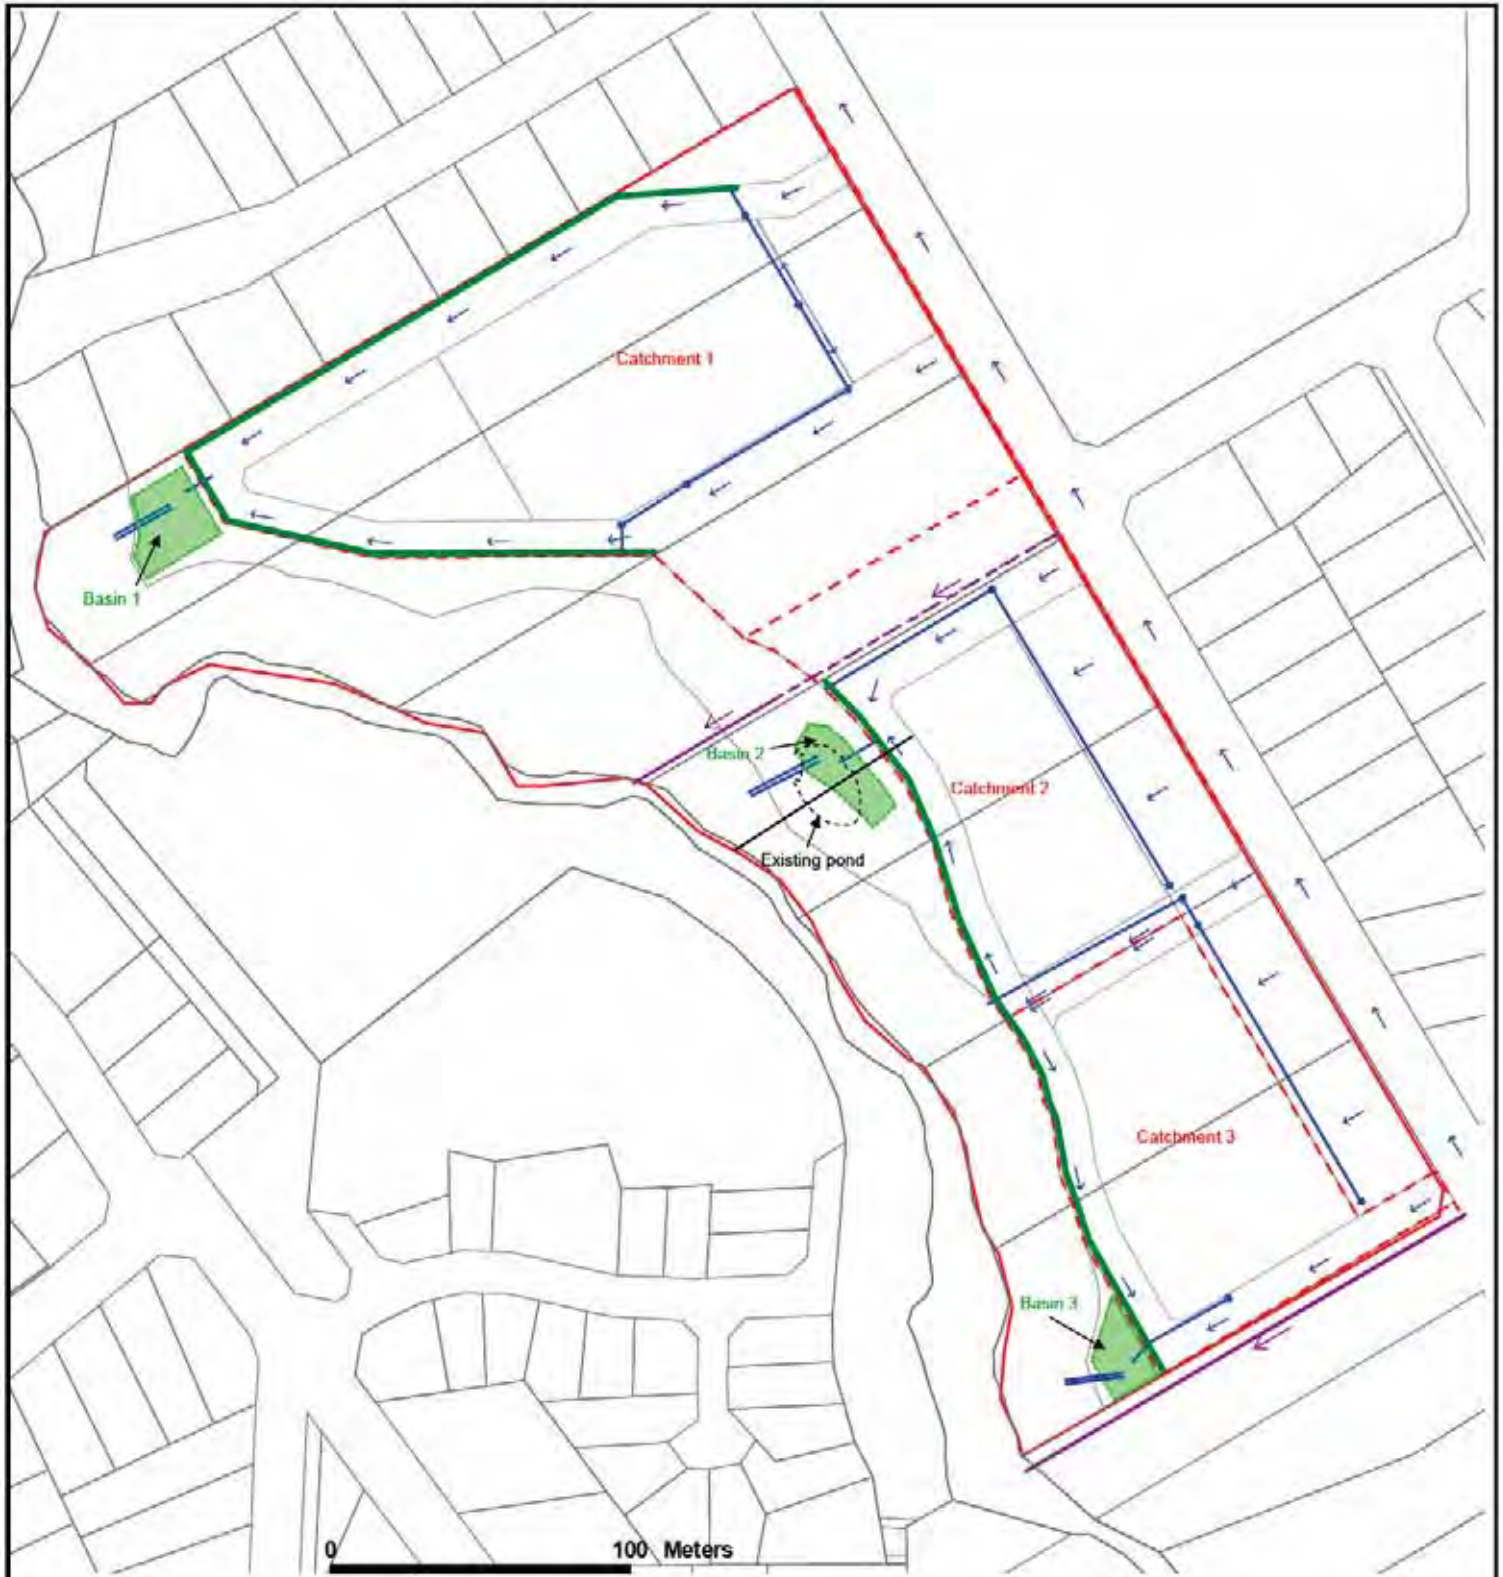 Catchment 1
Basin 1
Basin 2
Catchment 2
Existing pond
Catchment 3
Basin 3
0 100 Meters